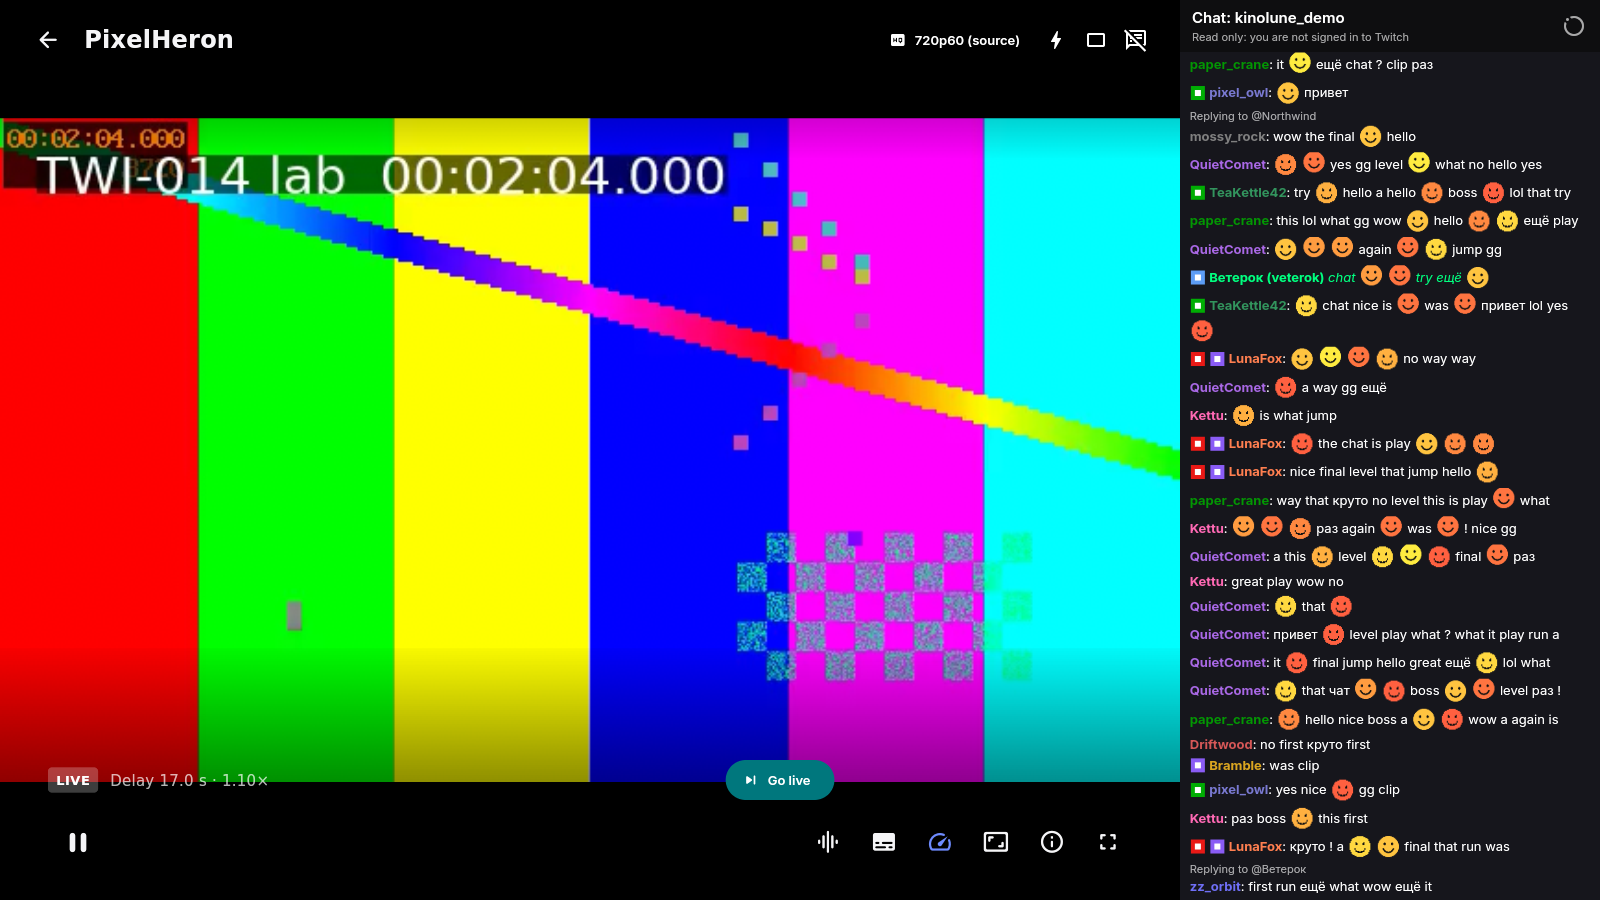 PixelHeron
720p60 (source)
00:02:04.000
TWI-014 lab 00:02:04.000
LIVE Delay 17.0 s · 1.10×
Go live
Chat: kinolune_demo
Read only: you are not signed in to Twitch
paper_crane: it ещё chat ? clip раз
pixel_owl: привет
Replying to @Northwind
mossy_rock: wow the final hello
QuietComet: yes gg level what no hello yes
TeaKettle42: try hello a hello boss lol that try
paper_crane: this lol what gg wow hello ещё play
QuietComet: again jump gg
Ветерок (veterok) chat try ещё
TeaKettle42: chat nice is was привет lol yes
LunaFox: no way way
QuietComet: a way gg ещё
Kettu: is what jump
LunaFox: the chat is play
LunaFox: nice final level that jump hello
paper_crane: way that круто no level this is play what
Kettu: раз again was ! nice gg
QuietComet: a this level final раз
Kettu: great play wow no
QuietComet: that
QuietComet: привет level play what ? what it play run a
QuietComet: it final jump hello great ещё lol what
QuietComet: that чат boss level раз !
paper_crane: hello nice boss a wow a again is
Driftwood: no first круто first
Bramble: was clip
pixel_owl: yes nice gg clip
Kettu: раз boss this first
LunaFox: круто ! a final that run was
Replying to @Ветерок
zz_orbit: first run ещё what wow ещё it